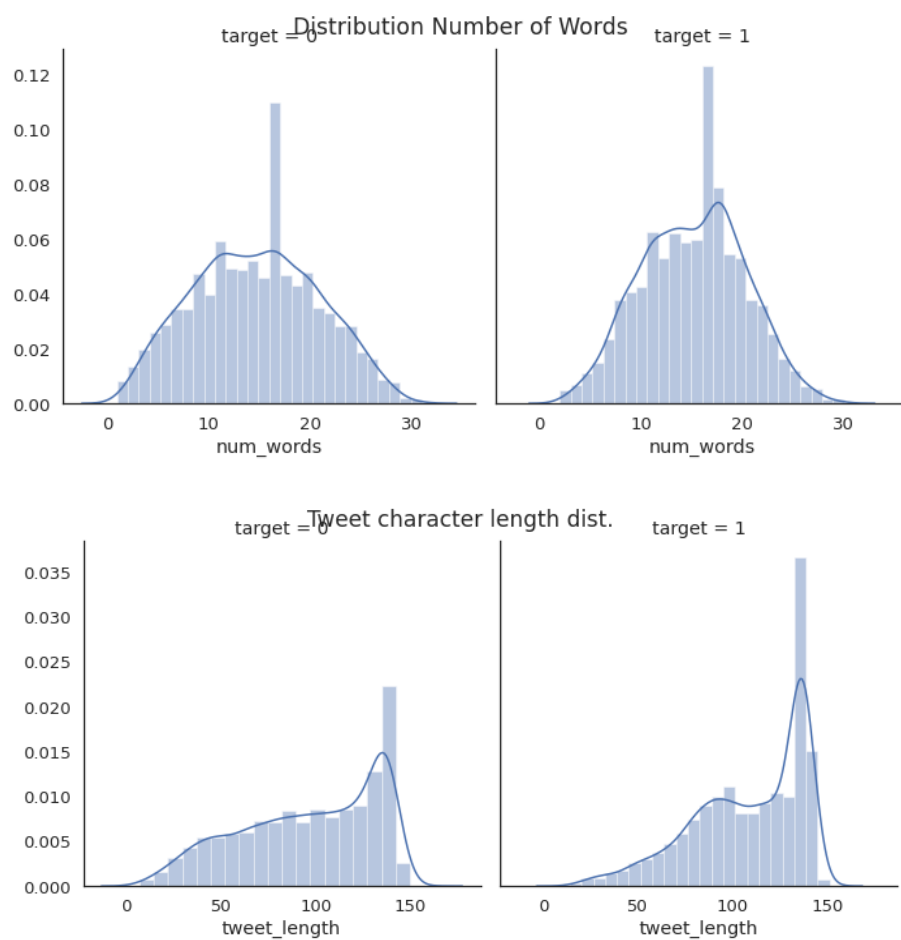 Distribution Number of Words
target = 0
target = 1
0.12
0.10
0.08
0.06
0.04
0.02
0.00
0 10 20 30
0 10 20 30
num_words
num_words
Tweet character length dist.
target = 0
target = 1
0.035
0.030
0.025
0.020
0.015
0.010
0.005
0.000
0 50 100 150
0 50 100 150
tweet_length
tweet_length